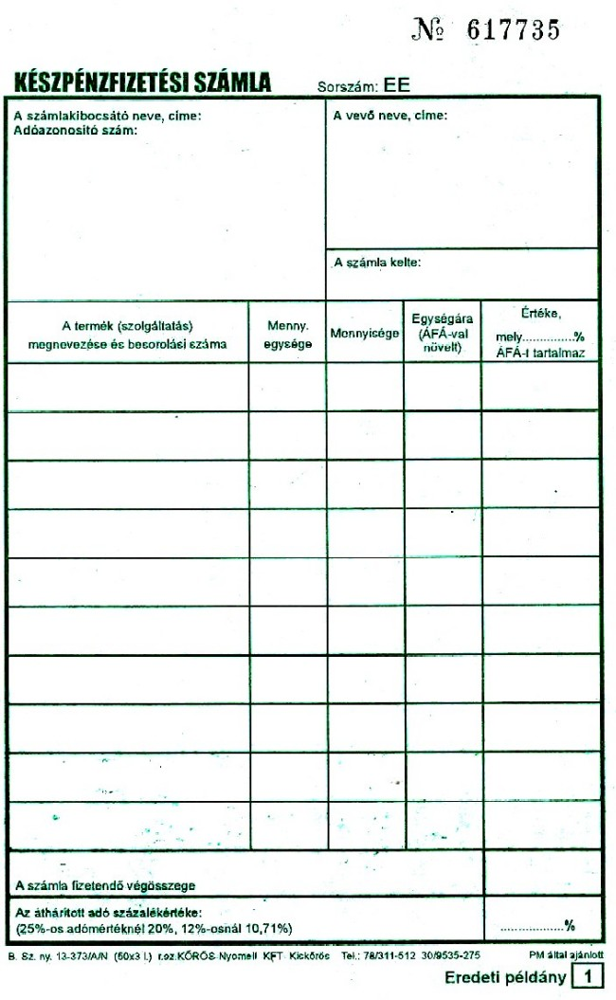 № 617735
KÉSZPÉNZFIZETÉSI SZÁMLA Sorszám: EE
A számlakibocsátó neve, címe:
Adóazonosító szám:
A vevő neve, címe:
A számla kelte:
A termék (szolgáltatás)
megnevezése és besorolási száma
Menny.
egysége
Mennyisége
Egységára
(ÁFÁ-val
növelt)
Értéke,
mely..............%
ÁFÁ-t tartalmaz
A számla fizetendő végösszege
Az áthárított adó százalékértéke:
(25%-os adómértéknél 20%, 12%-osnál 10,71%)
.................%
B. Sz. ny. 13-373/A/N (50x3 l.) r.sz.KŐRÖS Nyomell KFT Kickőrös Tel.: 78/311-512 30/9535-275
PM által ajánlott
Eredeti példány 1